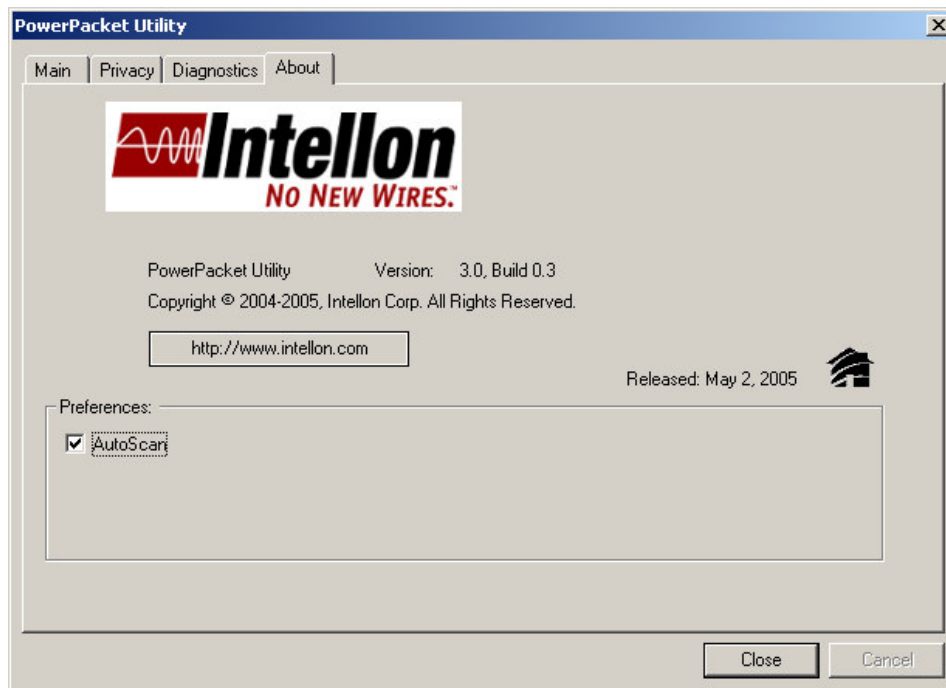 PowerPacket Utility
Main Privacy Diagnostics About
Intellon
NO NEW WIRES.™
PowerPacket Utility Version: 3.0, Build 0.3
Copyright © 2004-2005, Intellon Corp. All Rights Reserved.
http://www.intellon.com
Released: May 2, 2005
Preferences:
AutoScan
Close Cancel